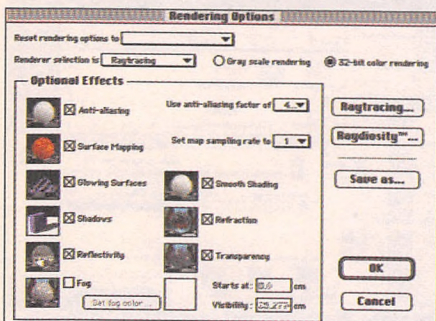 Rendering Options
Reset rendering options to
Renderer selection is Raytracing Gray scale rendering 32-bit color rendering
Optional Effects
Anti-aliasing Use anti-aliasing factor of 4 Raytracing...
Surface Mapping Set map sampling rate to 1 Raydiosity™...
Glowing Surfaces Smooth Shading Save as...
Shadows Refraction
Reflectivity Transparency
Fog Starts at: cm OK
Set fog color... Visibility: cm Cancel